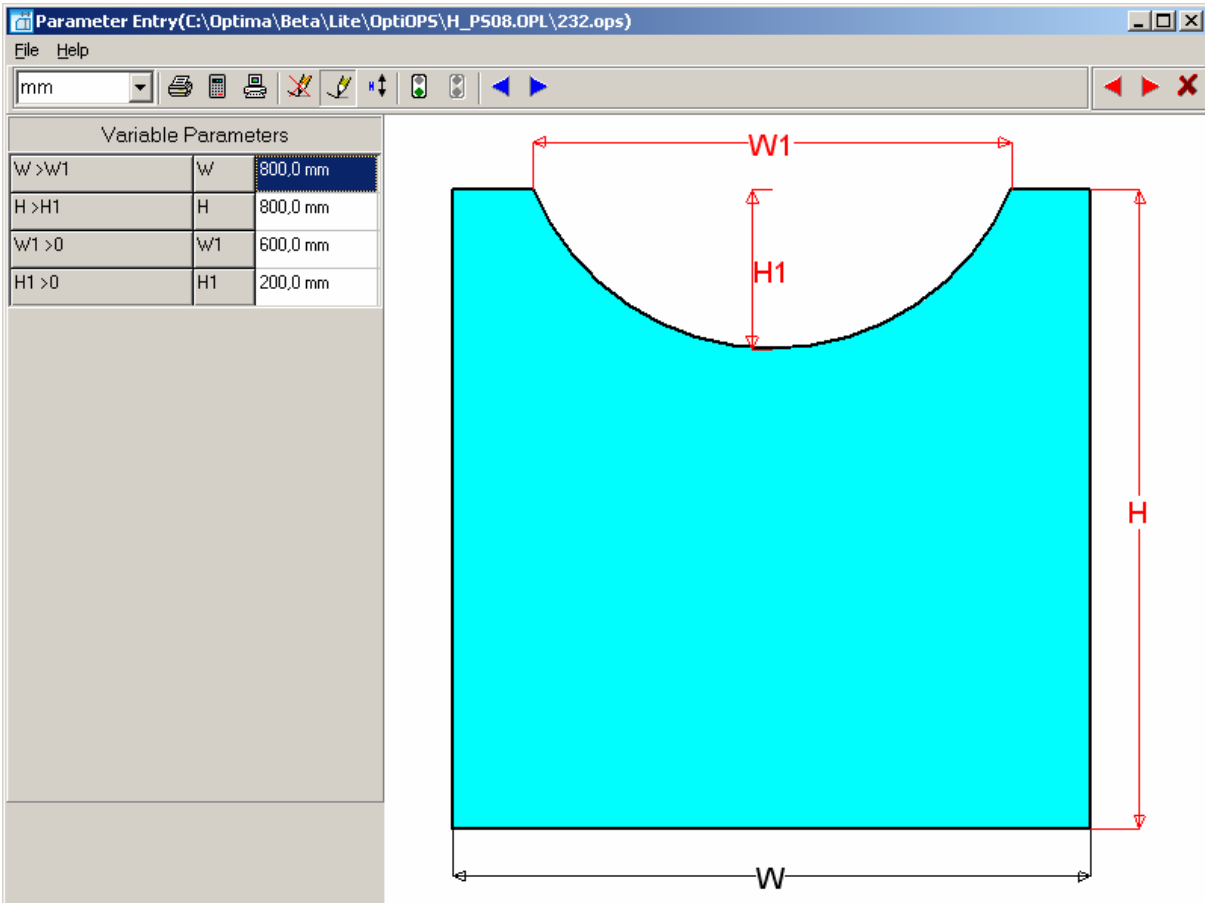 Parameter Entry(C:\Optima\Beta\Lite\OptiOPS\H_PS08.OPL\232.ops)
File Help
mm
H
Variable Parameters
W >W1 W 800,0 mm
H >H1 H 800,0 mm
W1 >0 W1 600,0 mm
H1 >0 H1 200,0 mm
W1
H1
H
W